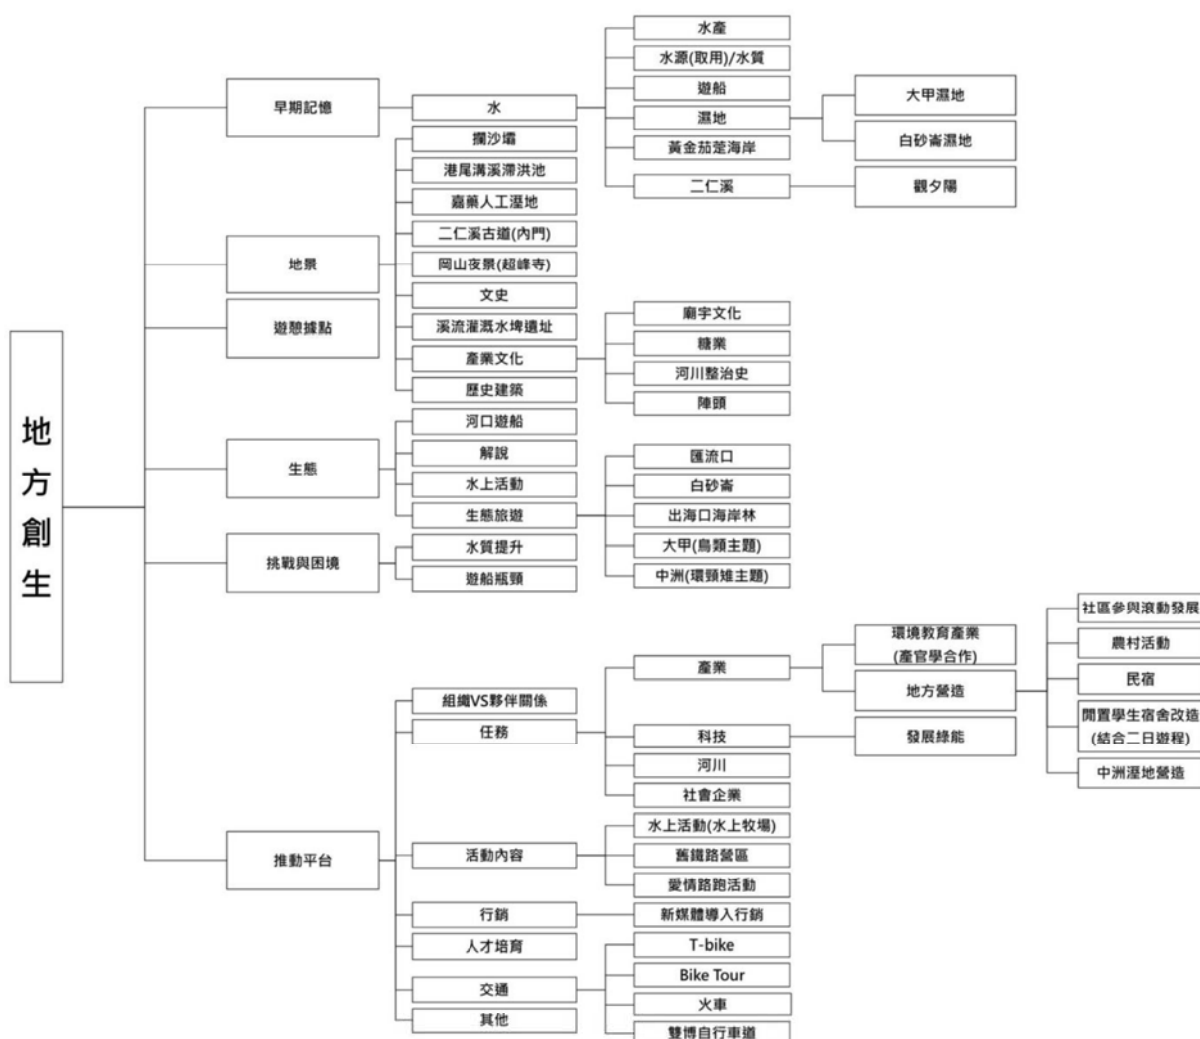 地方創生
早期記憶
水
水產
水源(取用)/水質
遊船
濕地
大甲濕地
白砂崙濕地
黃金茄萣海岸
二仁溪
觀夕陽
地景
攔沙壩
港尾溝溪滯洪池
嘉藥人工溼地
二仁溪古道(內門)
岡山夜景(超峰寺)
文史
溪流灌溉水埤遺址
產業文化
廟宇文化
糖業
河川整治史
陣頭
歷史建築
遊憩據點
生態
河口遊船
解說
水上活動
生態旅遊
匯流口
白砂崙
出海口海岸林
大甲(鳥類主題)
中洲(環頸雉主題)
挑戰與困境
水質提升
遊船瓶頸
推動平台
組織VS夥伴關係
任務
產業
環境教育產業
(產官學合作)
地方營造
社區參與滾動發展
農村活動
民宿
閒置學生宿舍改造
(結合二日遊程)
中洲溼地營造
科技
發展綠能
河川
社會企業
活動內容
水上活動(水上牧場)
舊鐵路營區
愛情路跑活動
行銷
新媒體導入行銷
人才培育
交通
T-bike
Bike Tour
火車
雙博自行車道
其他